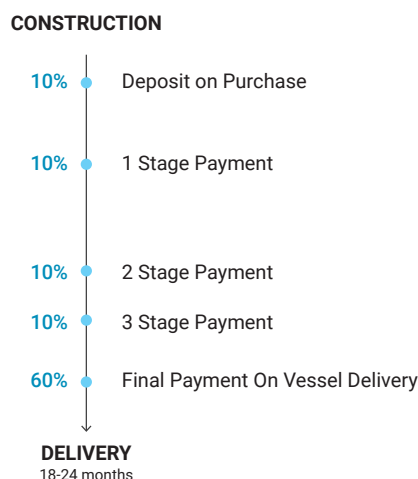 CONSTRUCTION
10% Deposit on Purchase
10% 1 Stage Payment
10% 2 Stage Payment
10% 3 Stage Payment
60% Final Payment On Vessel Delivery
DELIVERY
18-24 months